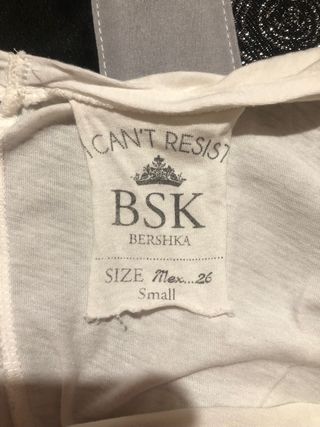 I CAN'T RESIST
BSK
BERSHKA
SIZE Mex...26
Small